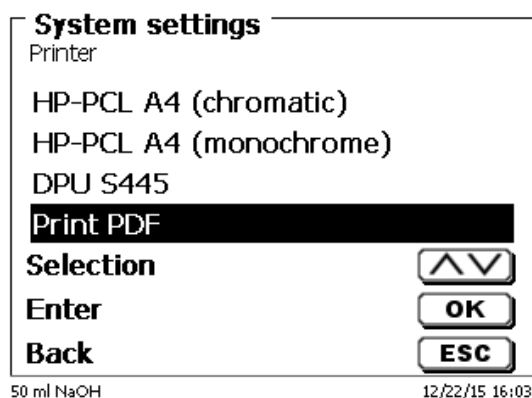 System settings
Printer
HP-PCL A4 (chromatic)
HP-PCL A4 (monochrome)
DPU S445
Print PDF
Selection
Enter OK
Back ESC
50 ml NaOH 12/22/15 16:03